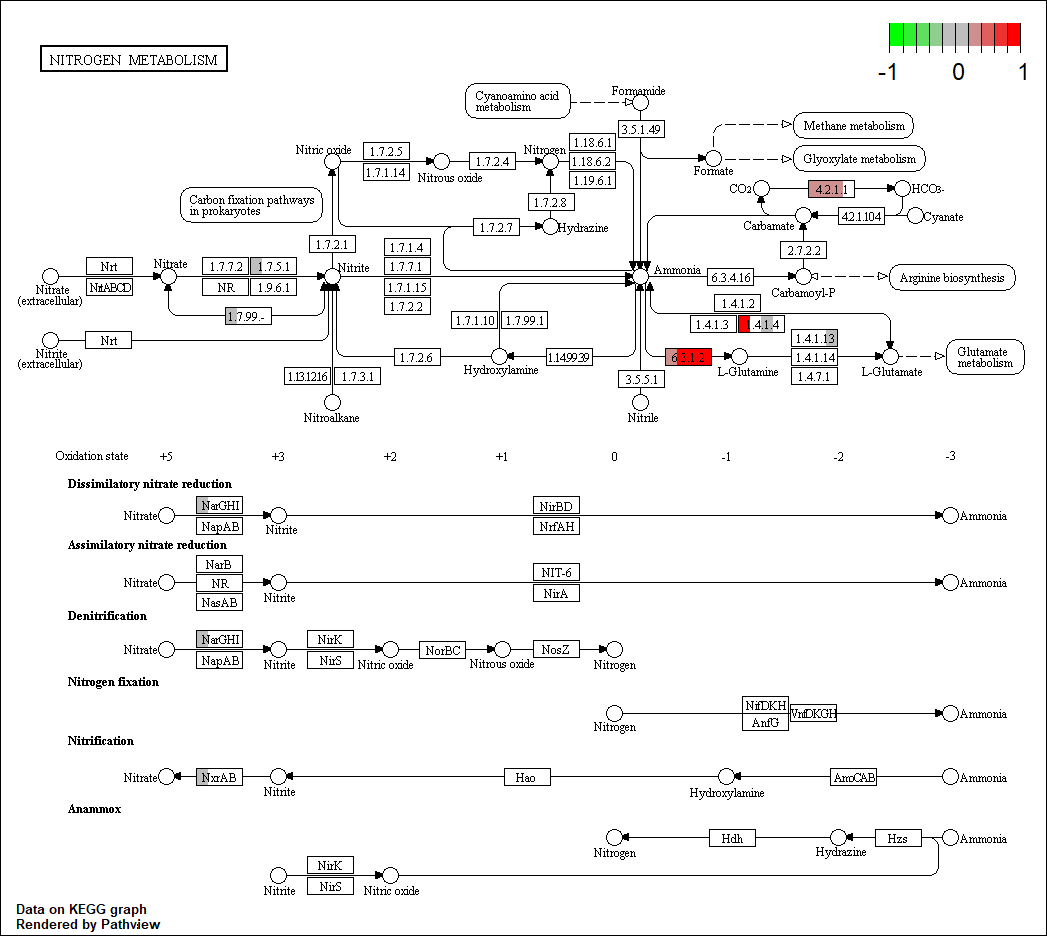 NITROGEN METABOLISM
-1 0 1
Cyanoamino acid
metabolism
Formamide
3.5.1.49
Methane metabolism
Glyoxylate metabolism
Formate
Nitric oxide
1.7.2.5
1.7.1.14
Nitrous oxide
1.7.2.4
Nitrogen
1.18.6.1
1.18.6.2
1.19.6.1
CO2
4.2.1.1
HCO3-
Carbon fixation pathways
in prokaryotes
1.7.2.8
1.7.2.7
Hydrazine
Carbamate
4.2.1.104
Cyanate
1.7.2.1
2.7.2.2
Nitrate
(extracellular)
Nrt
NrtABCD
Nitrate
1.7.7.2
1.7.5.1
NR
1.9.6.1
Nitrite
1.7.1.4
1.7.7.1
1.7.1.15
1.7.2.2
Ammonia
6.3.4.16
Carbamoyl-P
Arginine biosynthesis
1.7.99.-
Nitrite
(extracellular)
Nrt
1.7.1.10
1.7.99.1
1.4.1.2
1.4.1.3
1.4.1.4
1.4.1.13
1.4.1.14
1.4.7.1
1.7.2.6
Hydroxylamine
1.14.99.39
6.3.1.2
L-Glutamine
L-Glutamate
Glutamate
metabolism
1.13.12.16
1.7.3.1
Nitroalkane
3.5.5.1
Nitrile
Oxidation state +5 +3 +2 +1 0 -1 -2 -3
Dissimilatory nitrate reduction
NarGHI NirBD
Nitrate Nitrite Ammonia
NapAB NrfAH
Assimilatory nitrate reduction
NarB
NIT-6
Nitrate NR Nitrite Ammonia
NirA
NasAB
Denitrification
NarGHI NirK
Nitrate Nitrite Nitric oxide NorBC Nitrous oxide NosZ Nitrogen
NapAB NirS
Nitrogen fixation
NifDKH
Nitrogen VnfDKGH Ammonia
AnfG
Nitrification
Nitrate NxrAB Nitrite Hao Hydroxylamine AmoCAB Ammonia
Anammox
Nitrogen Hdh Hydrazine Hzs Ammonia
NirK
Nitrite Nitric oxide
NirS
Data on KEGG graph
Rendered by Pathview